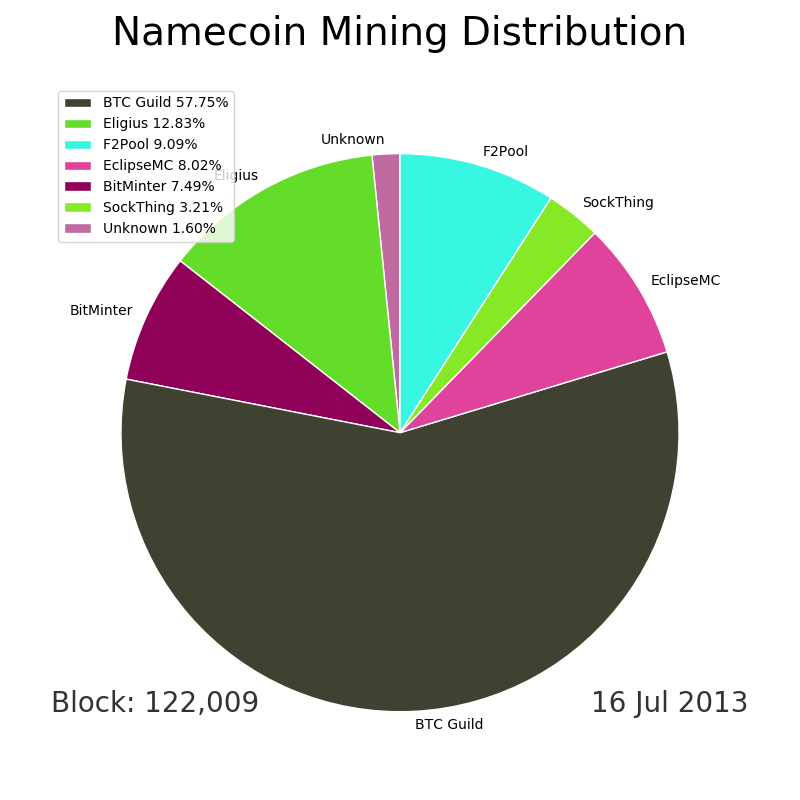 Namecoin Mining Distribution
BTC Guild 57.75%
Eligius 12.83%
F2Pool 9.09%
EclipseMC 8.02%
BitMinter 7.49%
SockThing 3.21%
Unknown 1.60%
Unknown
F2Pool
Eligius
SockThing
EclipseMC
BitMinter
BTC Guild
Block: 122,009
16 Jul 2013